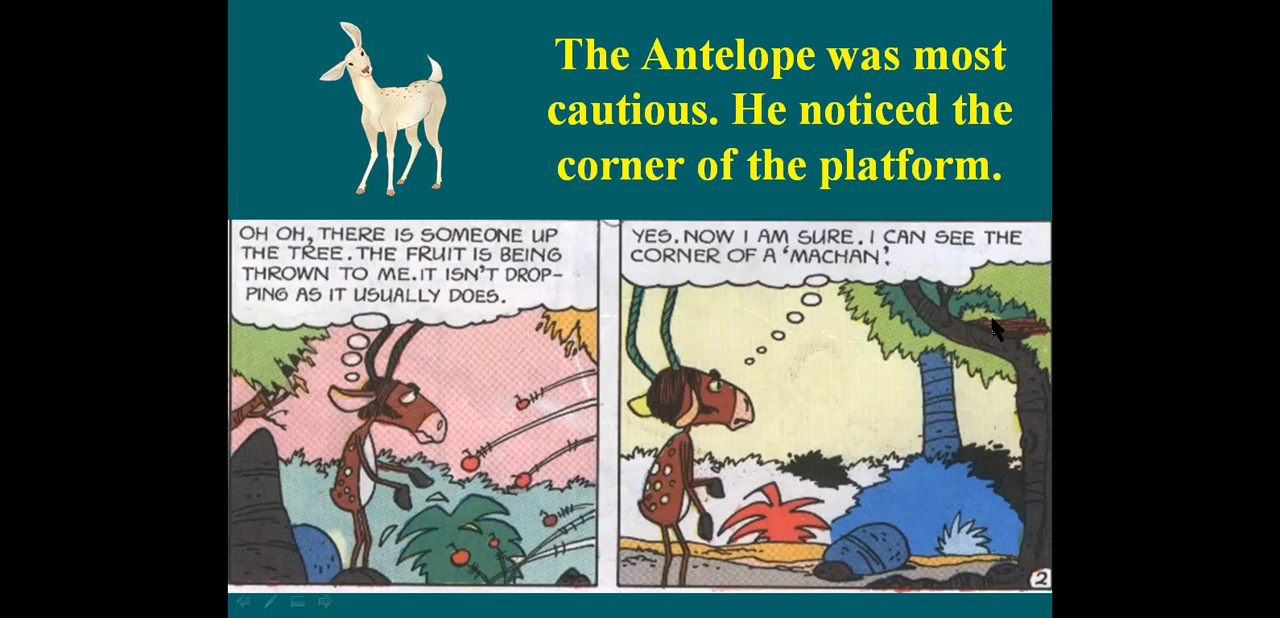 The Antelope was most
cautious. He noticed the
corner of the platform.
OH OH, THERE IS SOMEONE UP
THE TREE. THE FRUIT IS BEING
THROWN TO ME. IT ISN'T DROP-
PING AS IT USUALLY DOES.
YES. NOW I AM SURE. I CAN SEE THE
CORNER OF A 'MACHAN'.
2